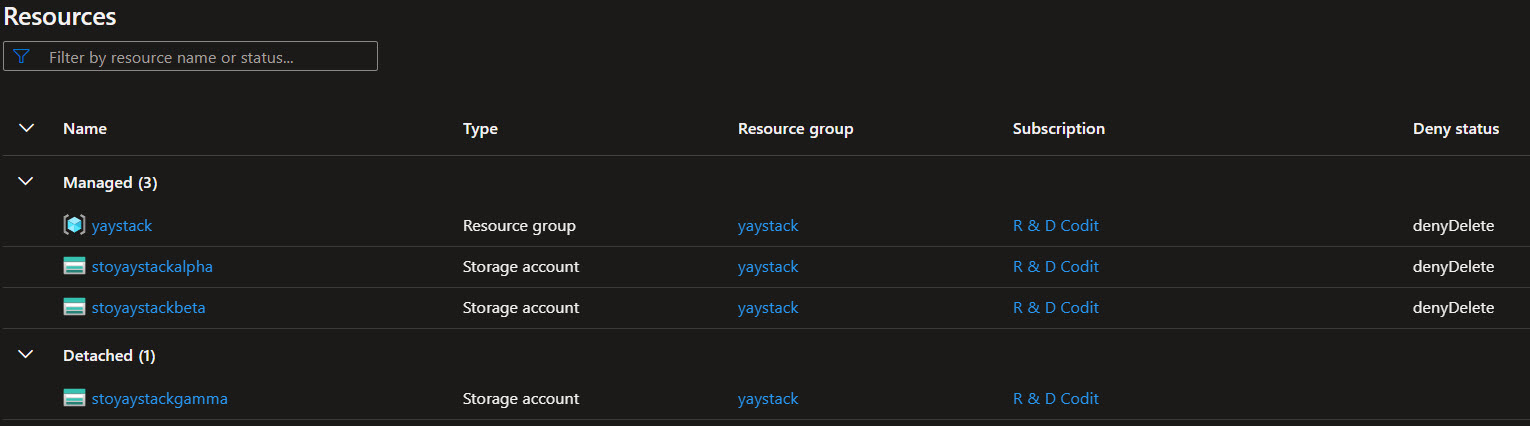 Resources
Filter by resource name or status...
Name Type Resource group Subscription Deny status
Managed (3)
yaystack Resource group yaystack R & D Codit denyDelete
stoyaystackalpha Storage account yaystack R & D Codit denyDelete
stoyaystackbeta Storage account yaystack R & D Codit denyDelete
Detached (1)
stoyaystackgamma Storage account yaystack R & D Codit